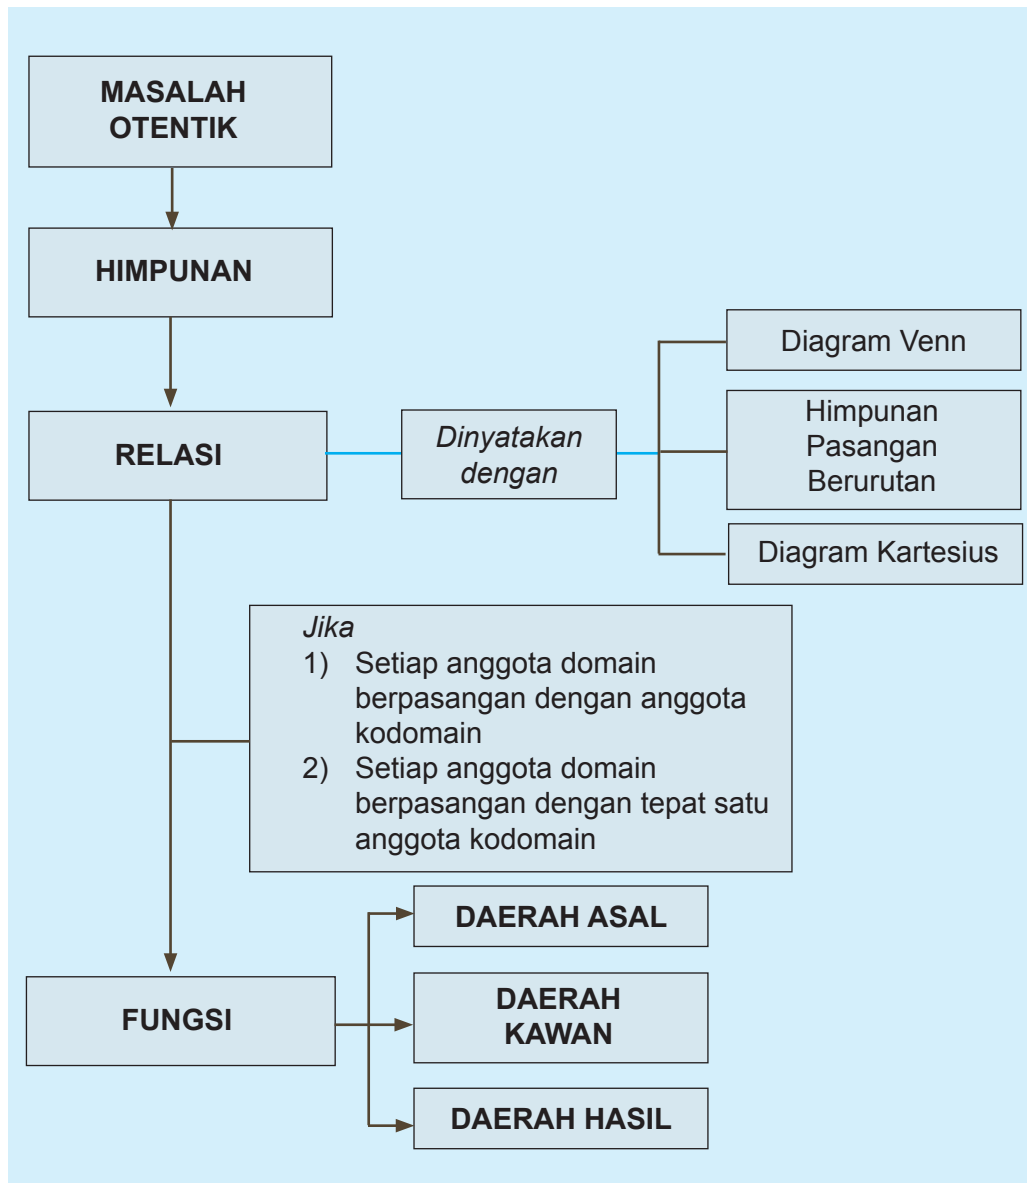 MASALAH
OTENTIK
HIMPUNAN
RELASI
Dinyatakan
dengan
Diagram Venn
Himpunan
Pasangan
Berurutan
Diagram Kartesius
Jika
1) Setiap anggota domain
berpasangan dengan anggota
kodomain
2) Setiap anggota domain
berpasangan dengan tepat satu
anggota kodomain
FUNGSI
DAERAH ASAL
DAERAH
KAWAN
DAERAH HASIL